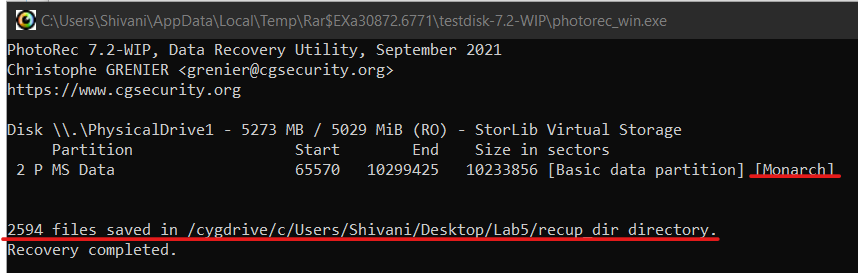 C:\Users\Shivani\AppData\Local\Temp\Rar$EXa30872.6771\testdisk-7.2-WIP\photorec_win.exe
PhotoRec 7.2-WIP, Data Recovery Utility, September 2021
Christophe GRENIER <grenier@cgsecurity.org>
https://www.cgsecurity.org
Disk \\.\PhysicalDrive1 - 5273 MB / 5029 MiB (RO) - StorLib Virtual Storage
Partition Start End Size in sectors
2 P MS Data 65570 10299425 10233856 [Basic data partition] [Monarch]
2594 files saved in /cygdrive/c/Users/Shivani/Desktop/Lab5/recup_dir directory.
Recovery completed.